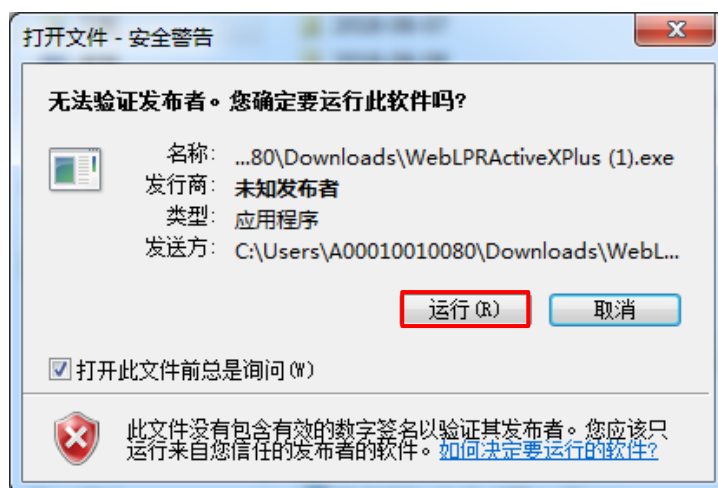 打开文件 - 安全警告
无法验证发布者。您确定要运行此软件吗?
名称: ...80\Downloads\WebLPRActiveXPlus (1).exe
发行商: 未知发布者
类型: 应用程序
发送方: C:\Users\A00010010080\Downloads\WebL...
运行(R) 取消
打开此文件前总是询问(W)
此文件没有包含有效的数字签名以验证其发布者。您应该只
运行来自您信任的发布者的软件。如何决定要运行的软件?